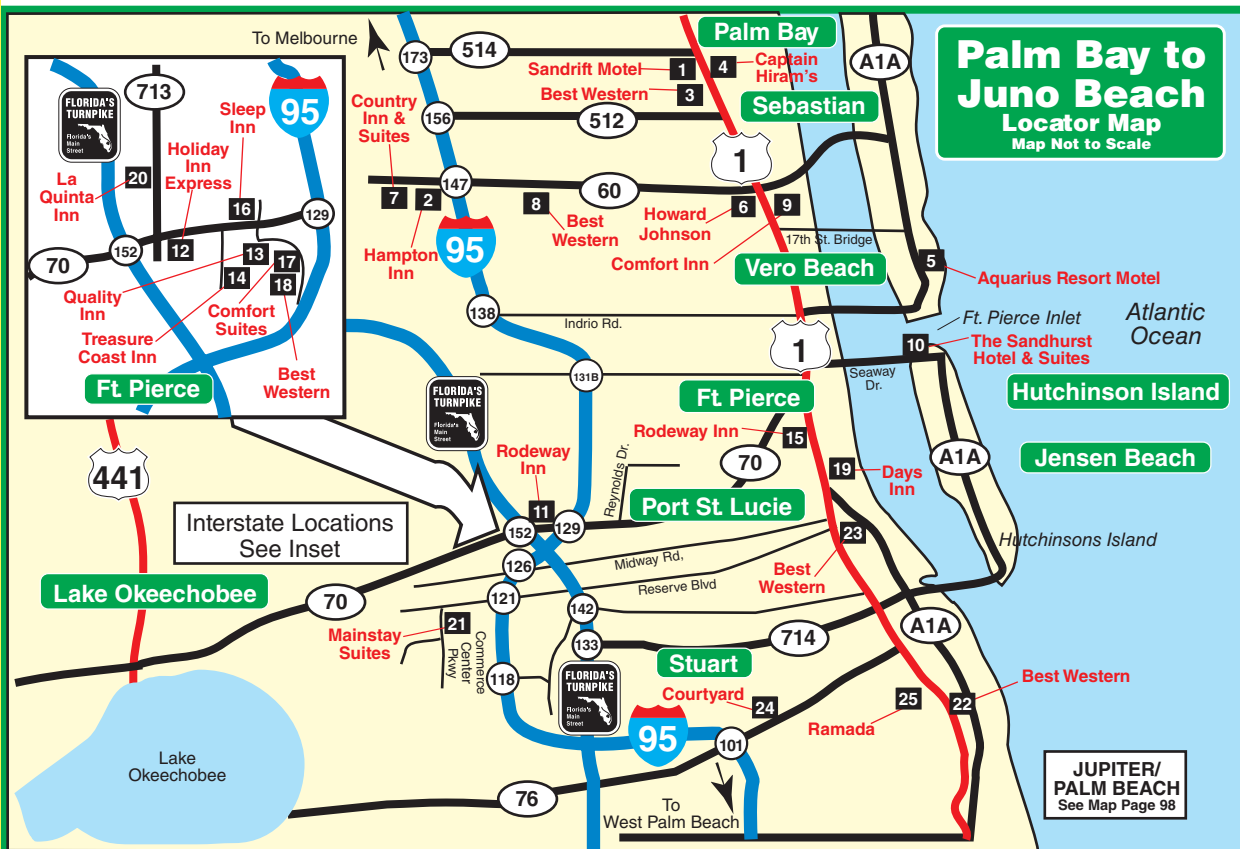 Palm Bay to
Juno Beach
Locator Map
Map Not to Scale
To Melbourne
173
514
Palm Bay
A1A
Sandrift Motel
1
4
Captain
Hiram's
Best Western
3
Sebastian
Country
Inn &
Suites
156
512
1
147
60
7
2
8
Best
Western
Howard
Johnson
6
9
Hampton
Inn
95
Comfort Inn
17th St. Bridge
Vero Beach
5
Aquarius Resort Motel
138
Indrio Rd.
1
Ft. Pierce Inlet
Atlantic
Ocean
10
The Sandhurst
Hotel & Suites
131B
Seaway
Dr.
Hutchinson Island
Ft. Pierce
FLORIDA'S
TURNPIKE
Florida's
Main
Street
Rodeway Inn
15
70
A1A
Jensen Beach
19
Days
Inn
Rodeway
Inn
11
Reynolds Dr.
Port St. Lucie
152
129
23
Hutchinsons Island
126
Midway Rd,
Best
Western
121
Reserve Blvd
142
A1A
21
Mainstay
Suites
Commerce
Center
Pkwy
133
714
118
FLORIDA'S
TURNPIKE
Florida's
Main
Street
Stuart
Courtyard
24
25
22
Best Western
Ramada
95
101
76
To
West Palm Beach
JUPITER/
PALM BEACH
See Map Page 98
FLORIDA'S
TURNPIKE
Florida's
Main
Street
713
Sleep
Inn
95
Holiday
Inn
Express
La
Quinta
Inn
20
16
129
152
12
13
17
70
14
18
Quality
Inn
Comfort
Suites
Treasure
Coast Inn
Best
Western
Ft. Pierce
441
Interstate Locations
See Inset
Lake Okeechobee
70
Lake
Okeechobee